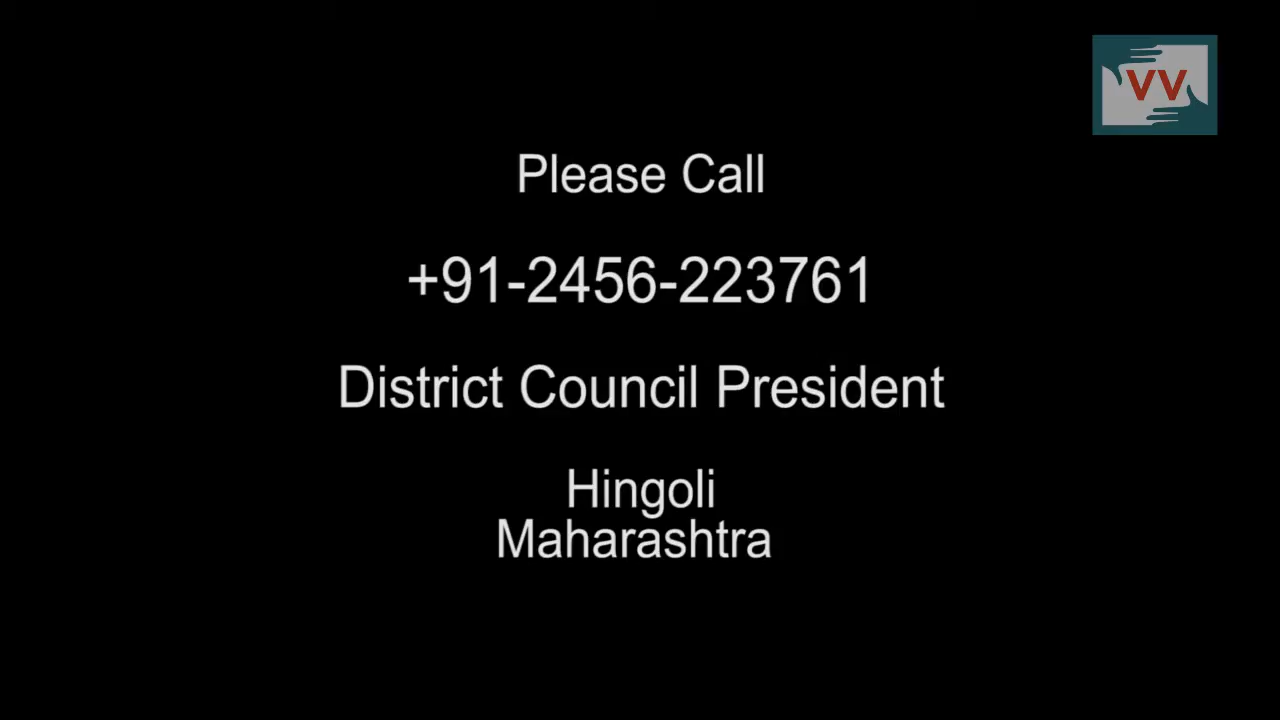 VV
Please Call
+91-2456-223761
District Council President
Hingoli
Maharashtra